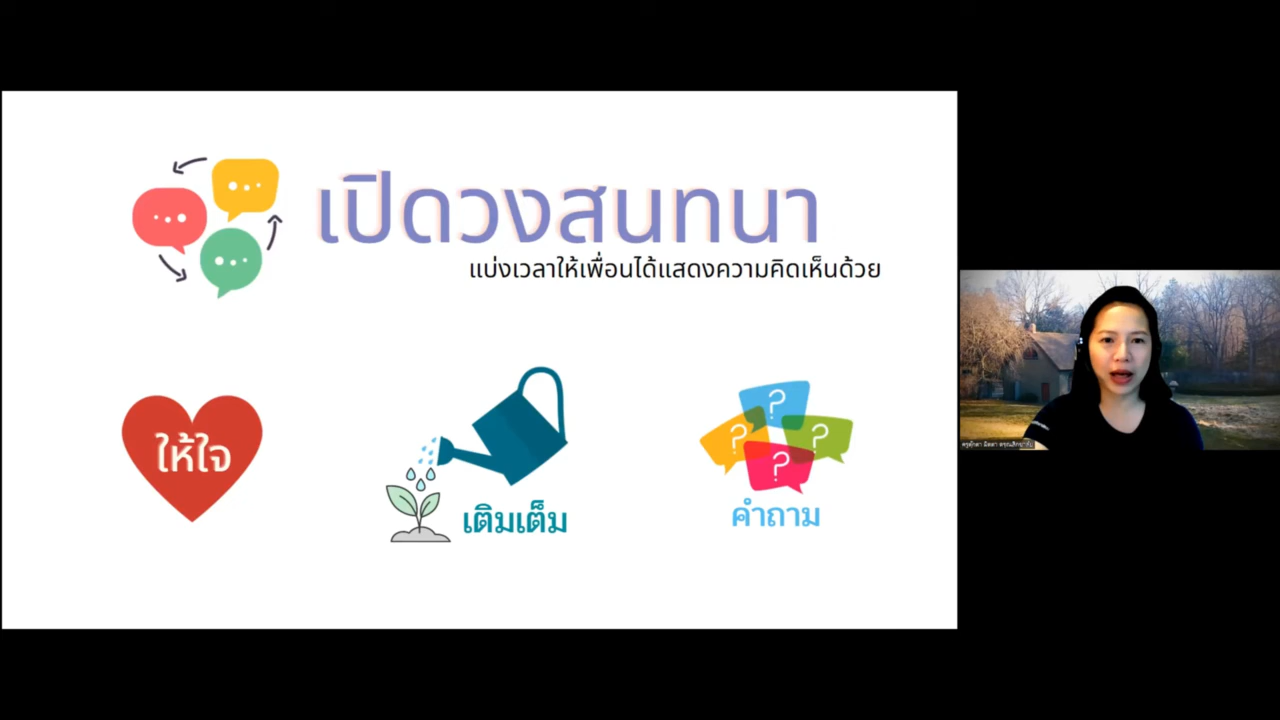 เปิดวงสนทนา
แบ่งเวลาให้เพื่อนได้แสดงความคิดเห็นด้วย
ให้ใจ
เติมเต็ม
คำถาม